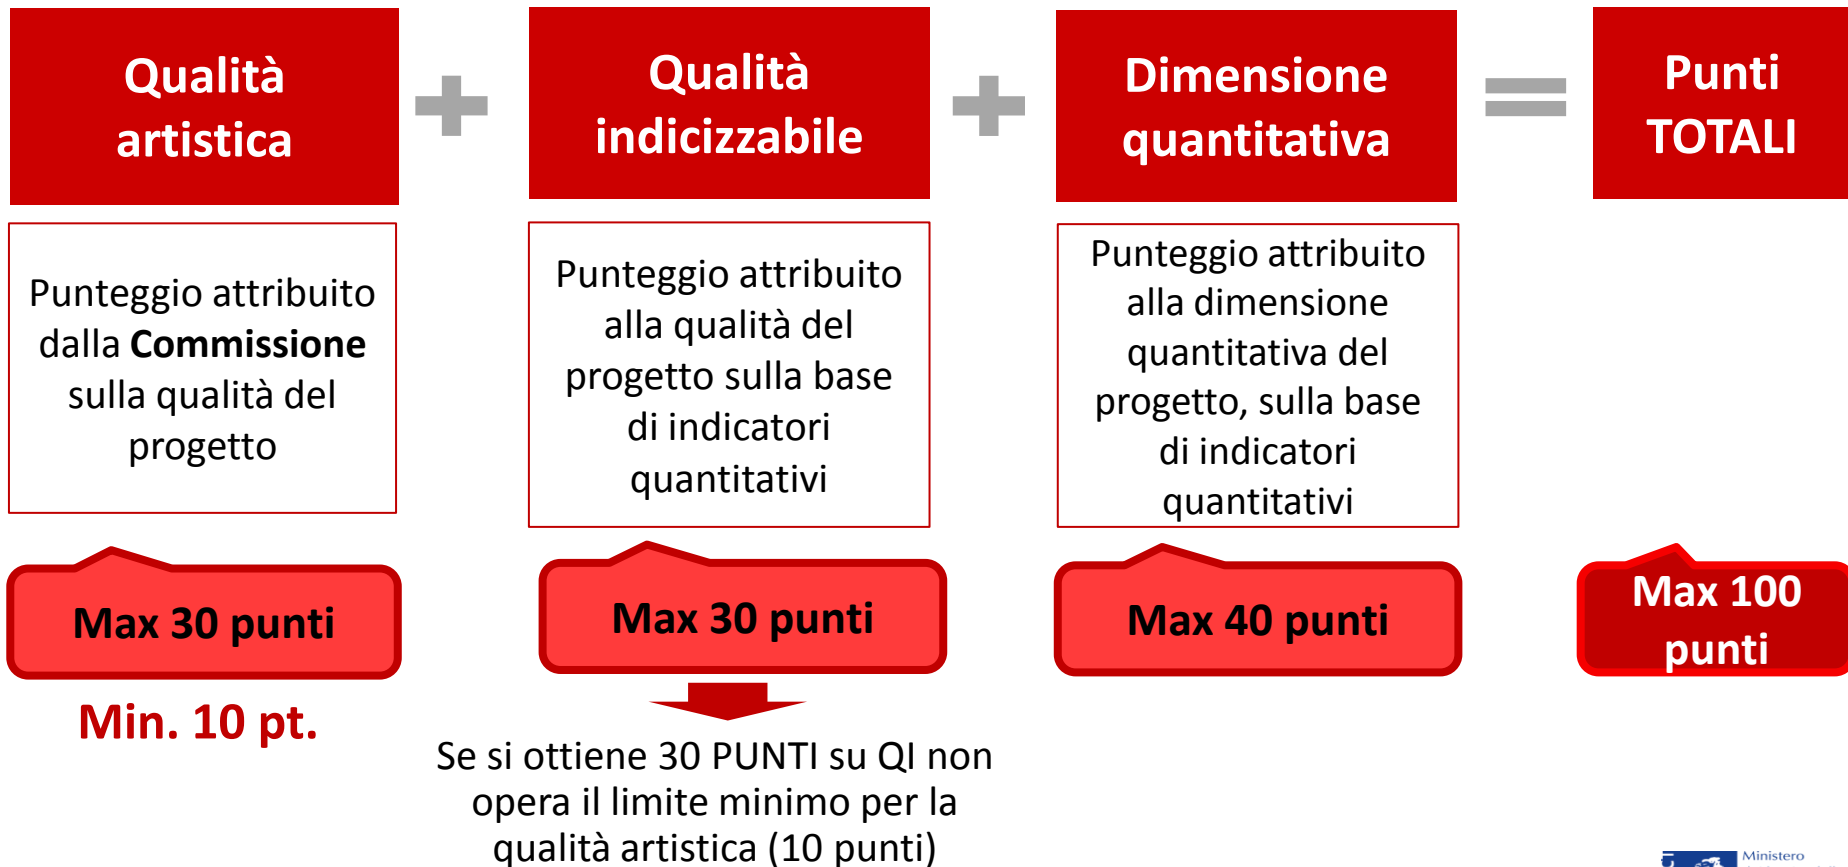 Qualità
artistica
Qualità
indicizzabile
Dimensione
quantitativa
Punti
TOTALI
Punteggio attribuito
dalla Commissione
sulla qualità del
progetto
Punteggio attribuito
alla qualità del
progetto sulla base
di indicatori
quantitativi
Punteggio attribuito
alla dimensione
quantitativa del
progetto, sulla base
di indicatori
quantitativi
Max 30 punti
Max 30 punti
Max 40 punti
Max 100
punti
Min. 10 pt.
Se si ottiene 30 PUNTI su QI non
opera il limite minimo per la
qualità artistica (10 punti)
Ministero